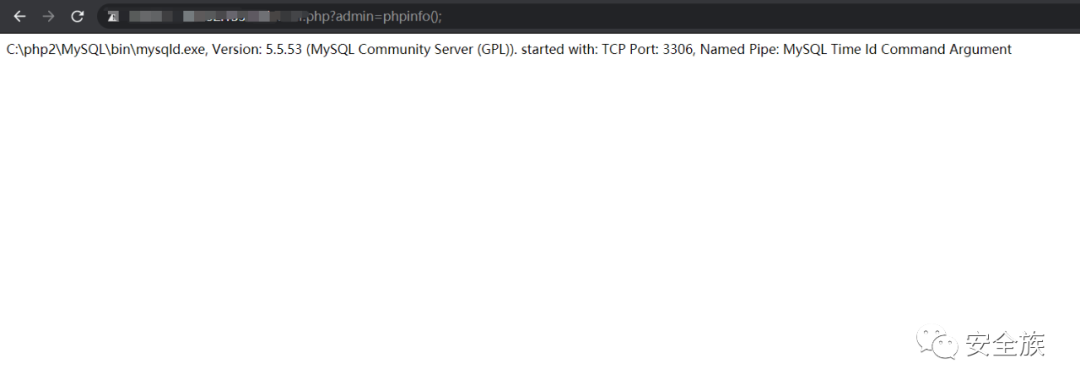 .php?admin=phpinfo();
C:\php2\MySQL\bin\mysqld.exe, Version: 5.5.53 (MySQL Community Server (GPL)). started with: TCP Port: 3306, Named Pipe: MySQL Time Id Command Argument
安全族